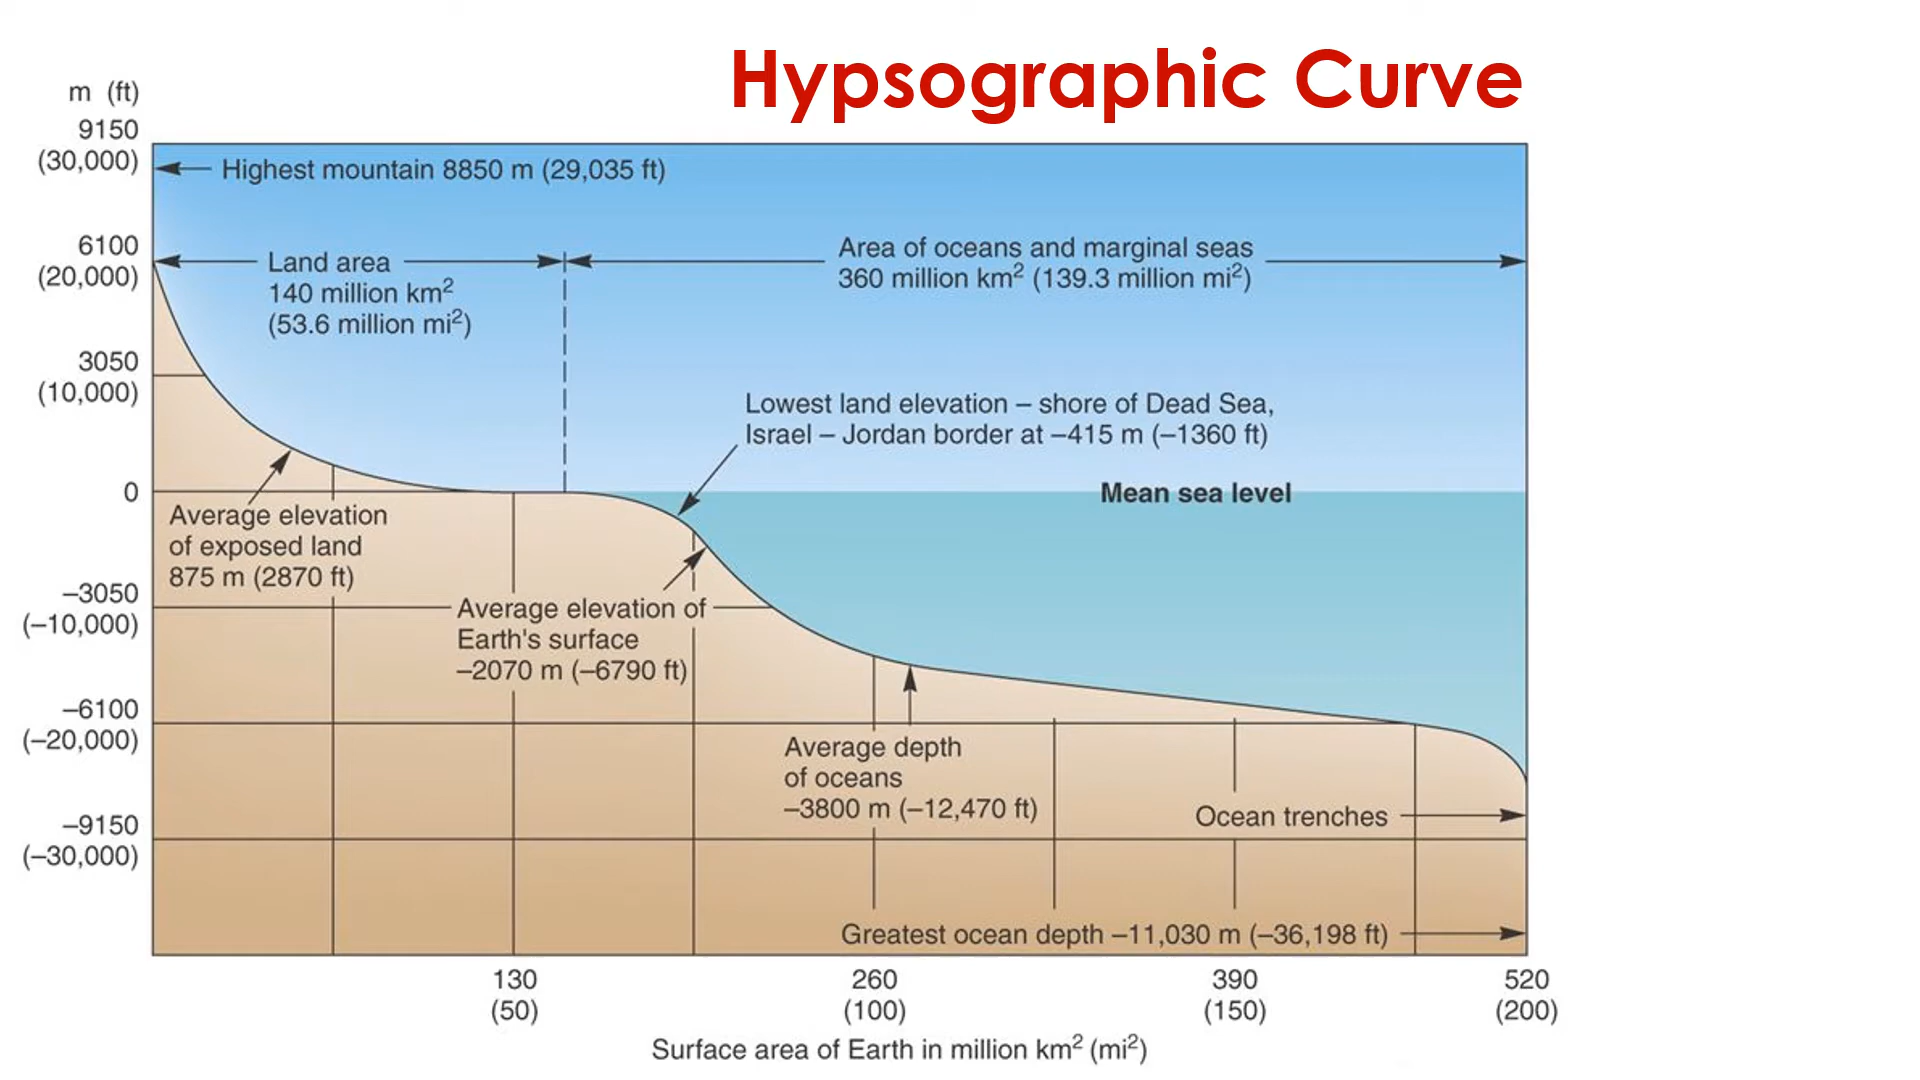 Hypsographic Curve
m (ft)
9150
(30,000)
Highest mountain 8850 m (29,035 ft)
6100
(20,000)
Land area
140 million km²
(53.6 million mi²)
Area of oceans and marginal seas
360 million km² (139.3 million mi²)
3050
(10,000)
Lowest land elevation – shore of Dead Sea,
Israel – Jordan border at –415 m (–1360 ft)
0
Mean sea level
Average elevation
of exposed land
875 m (2870 ft)
–3050
(–10,000)
Average elevation of
Earth's surface
–2070 m (–6790 ft)
–6100
(–20,000)
Average depth
of oceans
–3800 m (–12,470 ft)
Ocean trenches
–9150
(–30,000)
Greatest ocean depth –11,030 m (–36,198 ft)
130 260 390 520
(50) (100) (150) (200)
Surface area of Earth in million km² (mi²)